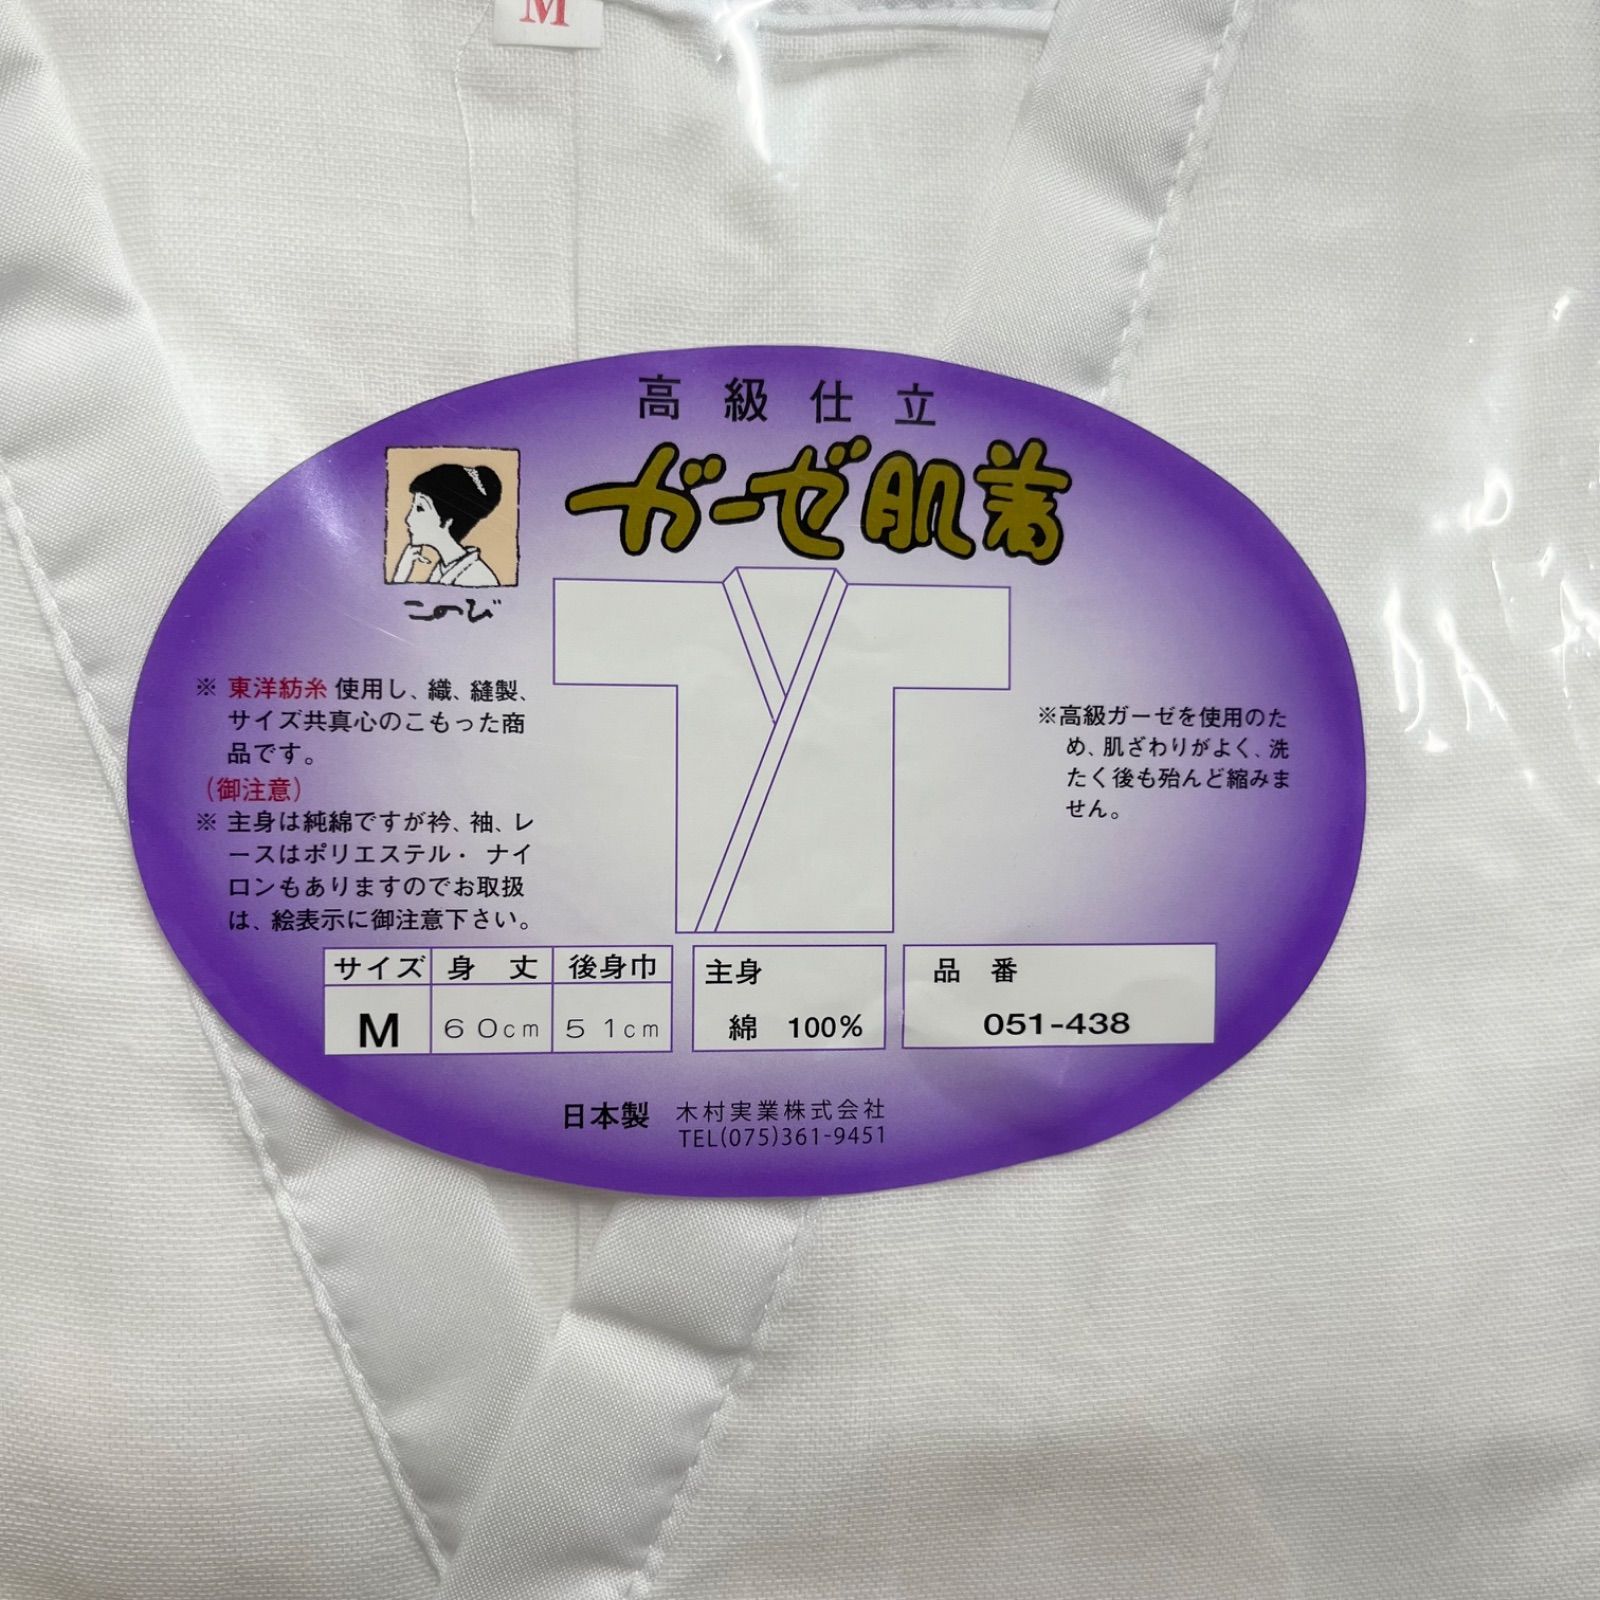 M
高級仕立
ガーゼ肌着
このび
※ 東洋紡糸 使用し、織、縫製、
サイズ共真心のこもった商
品です。
(御注意)
※ 主身は純綿ですが衿、袖、レ
ースはポリエステル・ナイ
ロンもありますのでお取扱
は、絵表示に御注意下さい。
※高級ガーゼを使用のた
め、肌ざわりがよく、洗
たく後も殆んど縮みま
せん。
サイズ 身丈 後身巾
M 60cm 51cm
主身
綿 100%
品番
051-438
日本製 木村実業株式会社
TEL(075)361-9451